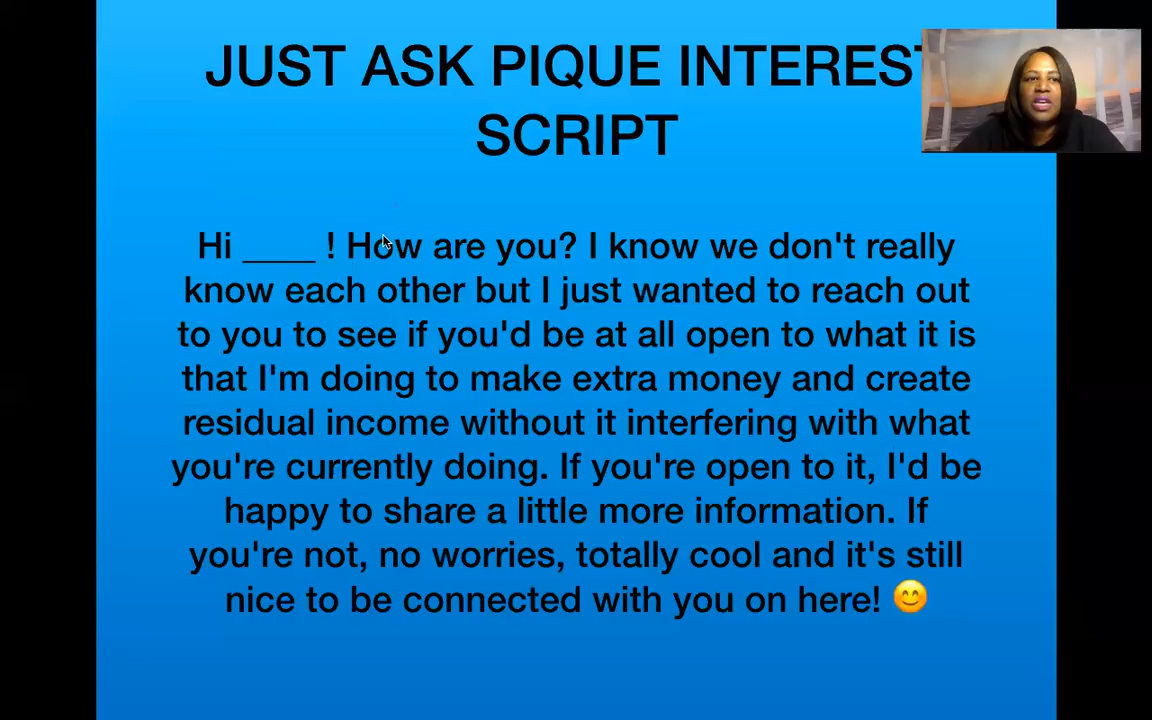 JUST ASK PIQUE INTEREST
SCRIPT
Hi ____ ! How are you? I know we don't really
know each other but I just wanted to reach out
to you to see if you'd be at all open to what it is
that I'm doing to make extra money and create
residual income without it interfering with what
you're currently doing. If you're open to it, I'd be
happy to share a little more information. If
you're not, no worries, totally cool and it's still
nice to be connected with you on here! 😊